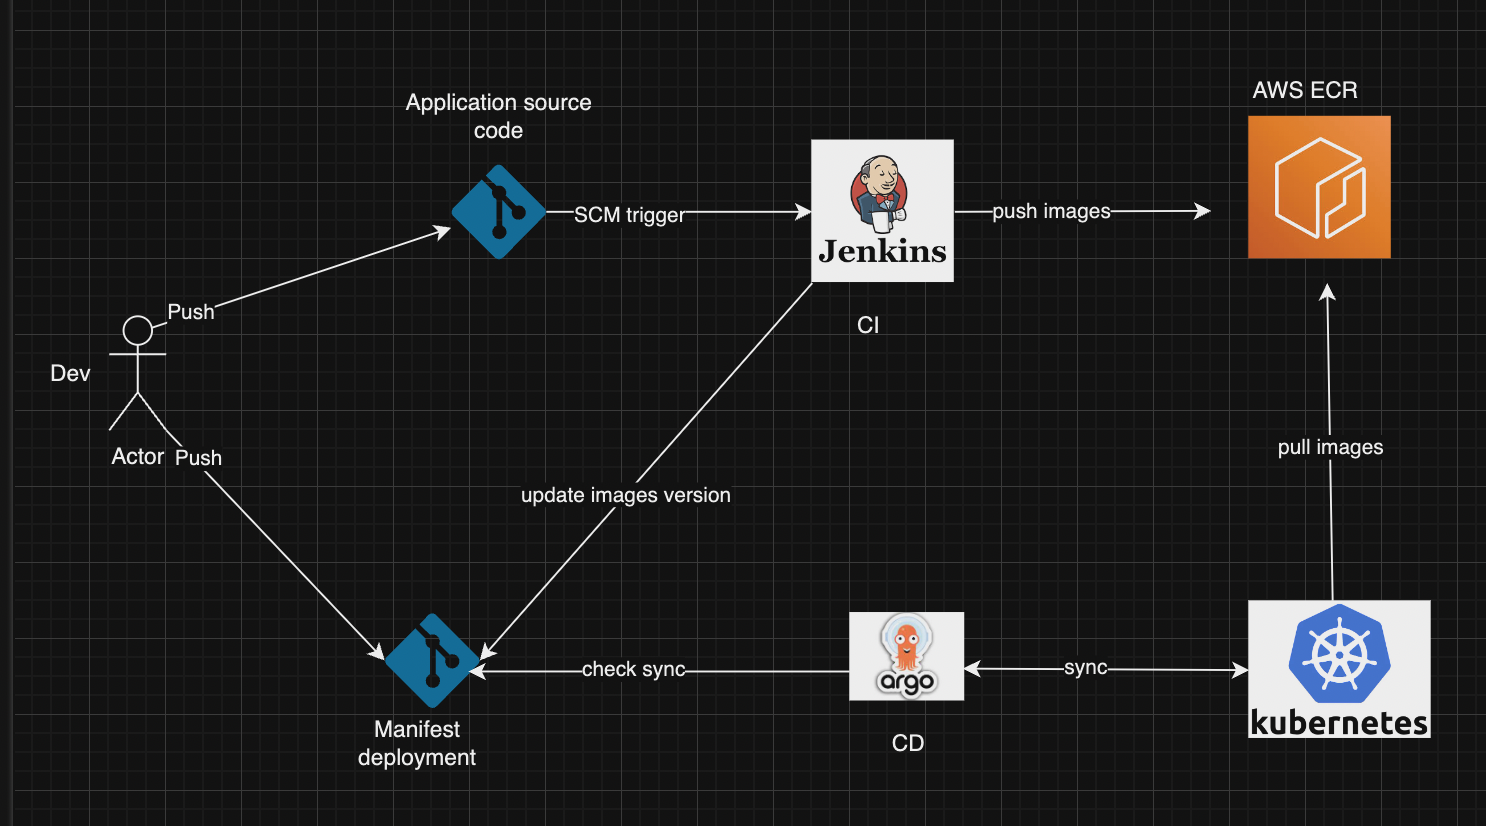 Application source
code
AWS ECR
SCM trigger
push images
Jenkins
Push
CI
Dev
Actor
Push
pull images
update images version
check sync
argo
sync
kubernetes
Manifest
deployment
CD